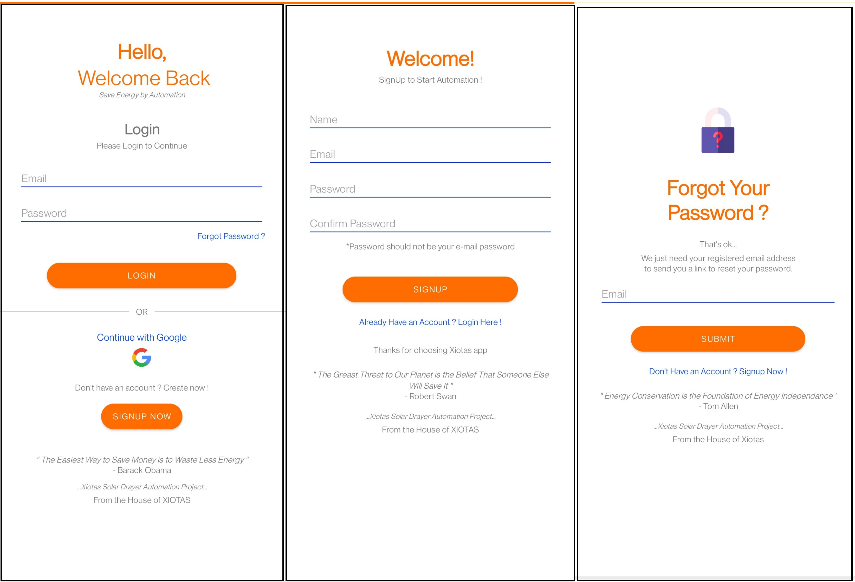 Hello,
Welcome Back
Save Energy by Automation
Login
Please Login to Continue
Email
Password
Forgot Password ?
LOGIN
OR
Continue with Google
Don't have an account ? Create now !
SIGNUP NOW
" The Easiest Way to Save Money is to Waste Less Energy "
- Barack Obama
...Xiotas Solar Drayer Automation Project...
From the House of XIOTAS
Welcome!
SignUp to Start Automation !
Name
Email
Password
Confirm Password
*Password should not be your e-mail password
SIGNUP
Already Have an Account ? Login Here !
Thanks for choosing Xiotas app
" The Greast Threat to Our Planet is the Belief That Someone Else
Will Save It "
- Robert Swan
...Xiotas Solar Drayer Automation Project...
From the House of XIOTAS
?
Forgot Your
Password ?
That's ok...
We just need your registered email address
to send you a link to reset your password.
Email
SUBMIT
Don't Have an Account ? Signup Now !
" Energy Conservation is the Foundation of Energy Independance "
- Tom Allen
...Xiotas Solar Drayer Automation Project...
From the House of Xiotas